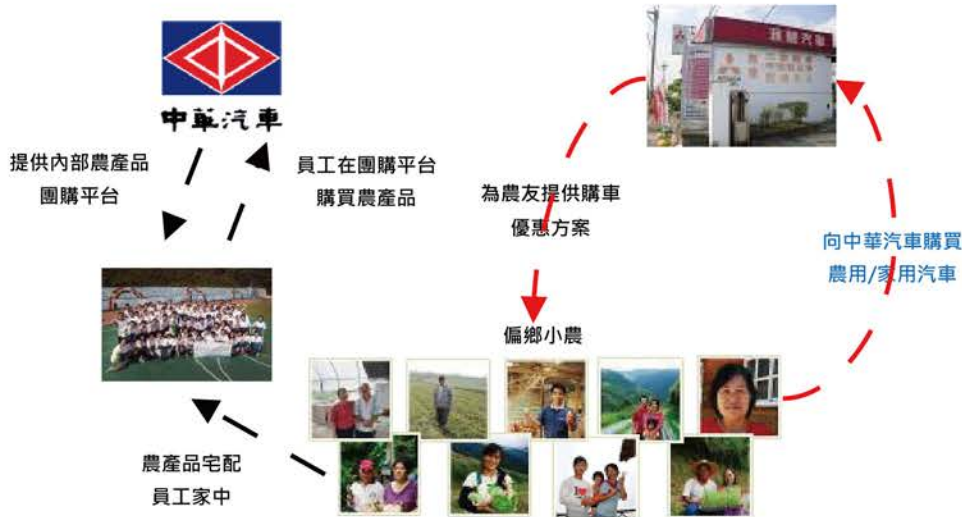 中華汽車
提供內部農產品
團購平台
員工在團購平台
購買農產品
為農友提供購車
優惠方案
向中華汽車購買
農用/家用汽車
偏鄉小農
農產品宅配
員工家中